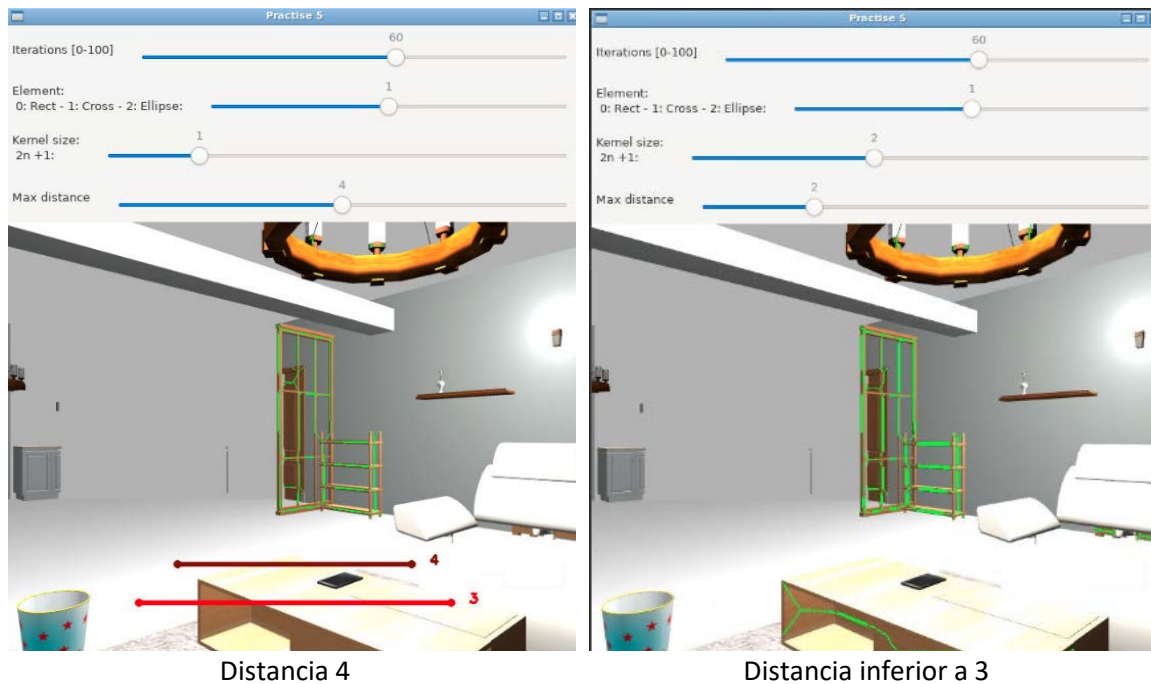 Practise 5
Iterations [0-100]
60
Element:
0: Rect - 1: Cross - 2: Ellipse:
1
Kernel size:
2n +1:
1
Max distance
4
4
3
Distancia 4
Practise 5
Iterations [0-100]
60
Element:
0: Rect - 1: Cross - 2: Ellipse:
1
Kernel size:
2n +1:
2
Max distance
2
Distancia inferior a 3